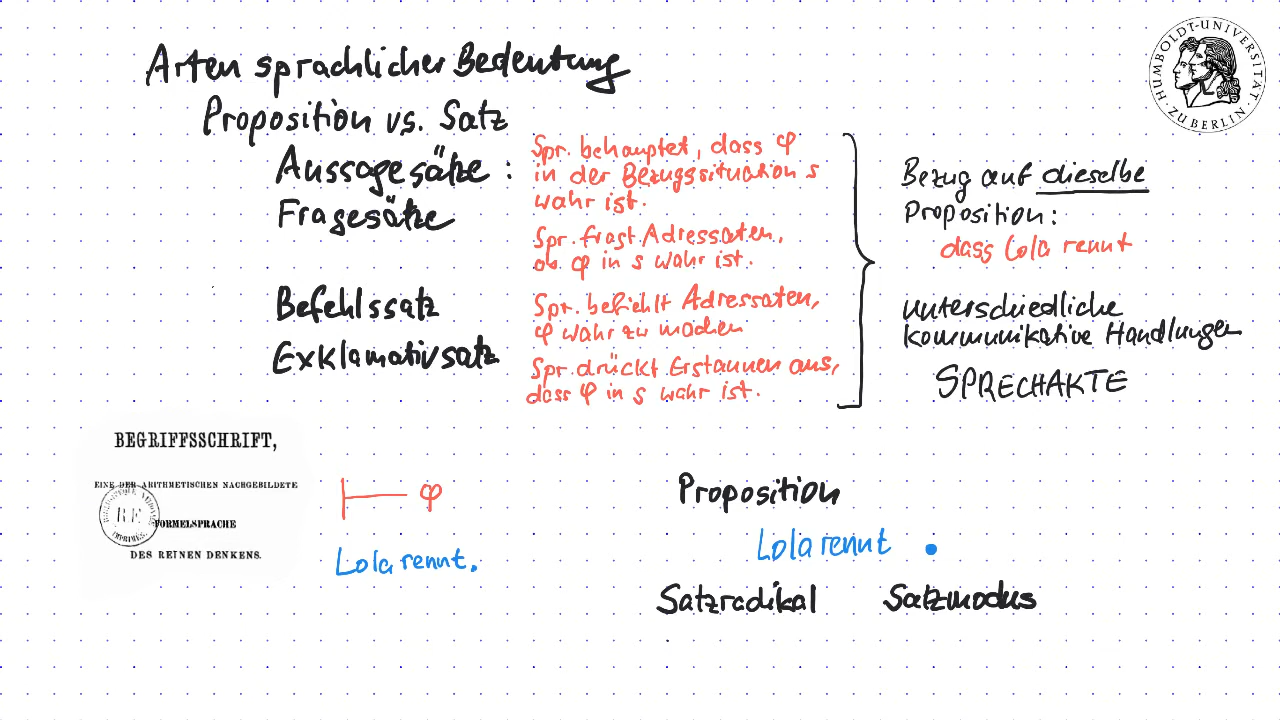 Arten sprachlicher Bedeutung
Proposition vs. Satz
Aussagesätze :
Spr. behauptet, dass φ
in der Bezugssituation s
wahr ist.
Fragesätze
Spr. fragt Adressaten,
ob φ in s wahr ist.
Befehlssatz
Spr. befiehlt Adressaten,
φ wahr zu machen
Exklamativsatz
Spr. drückt Erstaunen aus,
dass φ in s wahr ist.
Bezug auf dieselbe
Proposition:
dass Lola rennt
unterschiedliche
kommunikative Handlungen
SPRECHAKTE
HUMBOLDT-UNIVERSITÄT
ZU BERLIN
BEGRIFFSSCHRIFT,
EINE DER ARITHMETISCHEN NACHGEBILDETE
FORMELSPRACHE
DES REINEN DENKENS.
φ
Lola rennt.
Proposition
Lola rennt .
Satzradikal Satzmodus